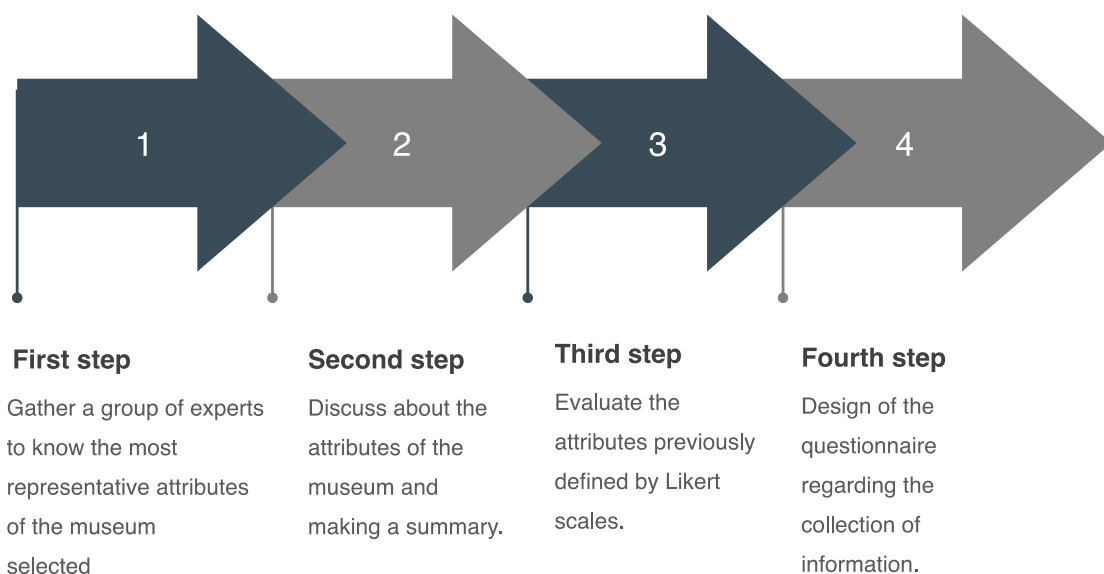 1
2
3
4
First step
Gather a group of experts
to know the most
representative attributes
of the museum
selected
Second step
Discuss about the
attributes of the
museum and
making a summary.
Third step
Evaluate the
attributes previously
defined by Likert
scales.
Fourth step
Design of the
questionnaire
regarding the
collection of
information.